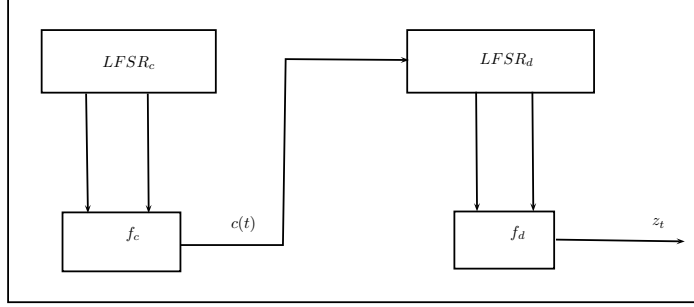 LFSR_c
LFSR_d
c(t)
f_c
f_d
z_t